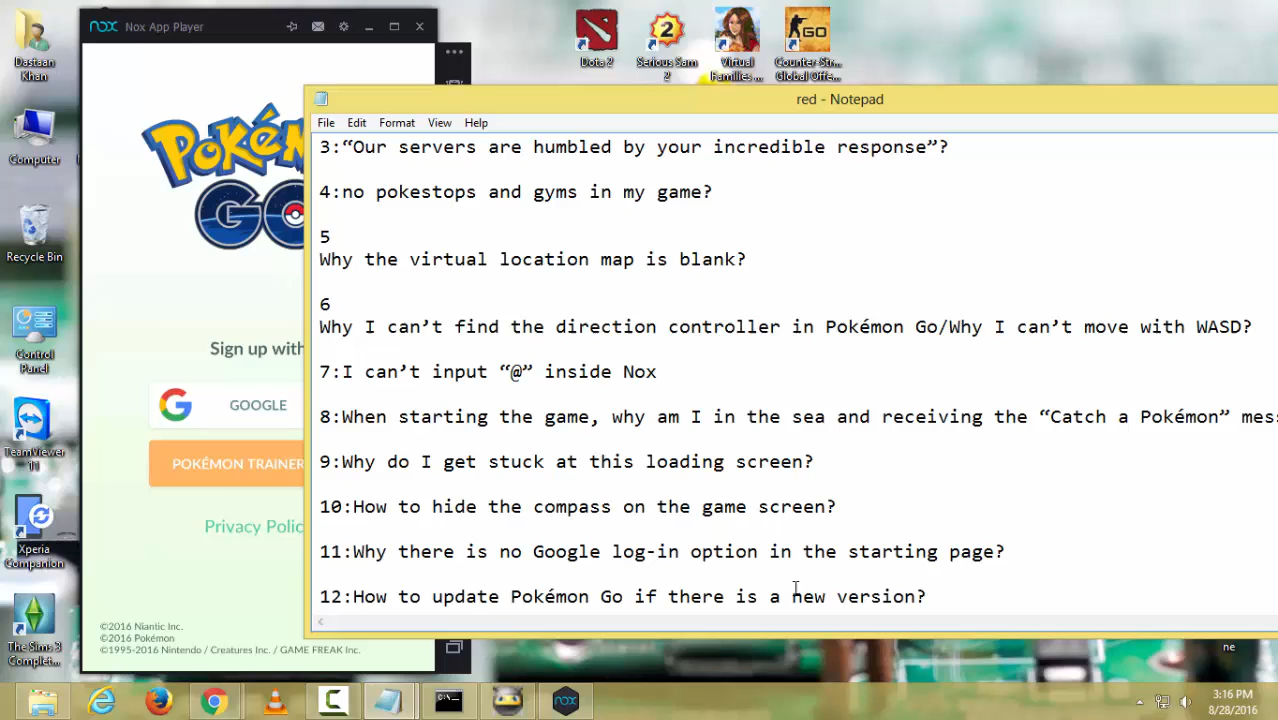 Dastaan
Khan
Computer
Recycle Bin
Control
Panel
TeamViewer
11
Xperia
Companion
The Sims 3
Complet...
nox Nox App Player
Pokém
GO
Sign up with
GOOGLE
POKÉMON TRAINER
Privacy Polic
©2016 Niantic Inc.
©2016 Pokémon
©1995-2016 Nintendo / Creatures Inc. / GAME FREAK Inc.
Dota 2
2
Serious Sam
2
Virtual
Families ...
GO
Counter-Str...
Global Offe...
red - Notepad
File Edit Format View Help
3:“Our servers are humbled by your incredible response”?
4:no pokestops and gyms in my game?
5
Why the virtual location map is blank?
6
Why I can’t find the direction controller in Pokémon Go/Why I can’t move with WASD?
7:I can’t input “@” inside Nox
8:When starting the game, why am I in the sea and receiving the “Catch a Pokémon” mes
9:Why do I get stuck at this loading screen?
10:How to hide the compass on the game screen?
11:Why there is no Google log-in option in the starting page?
12:How to update Pokémon Go if there is a new version?
ne
C
C:\.
nox
3:16 PM
8/28/2016